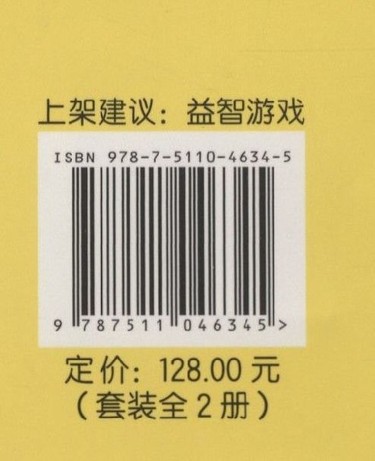 上架建议：益智游戏
ISBN 978-7-5110-4634-5
9 787511 046345 >
定价：128.00 元
（套装全 2 册）